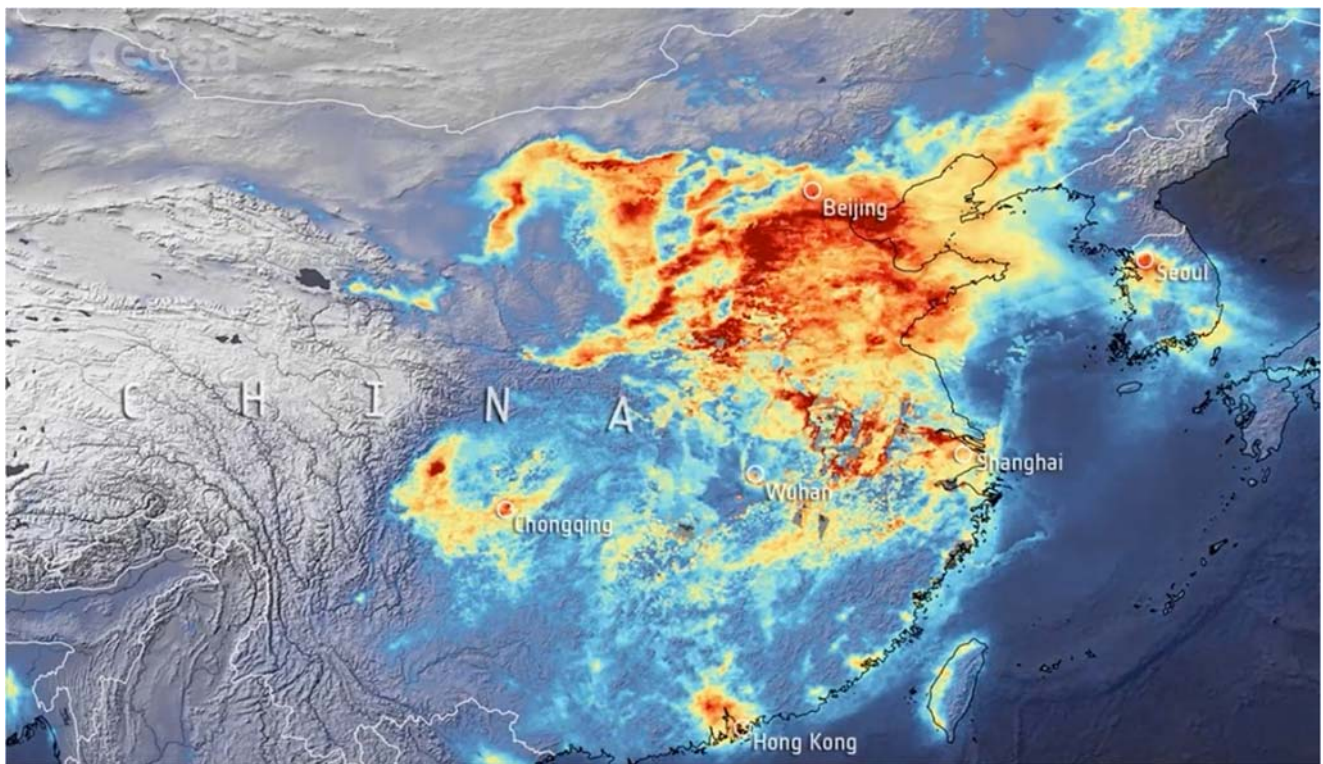 esa
Beijing
Seoul
C H I N A
Shanghai
Wuhan
Chongqing
Hong Kong